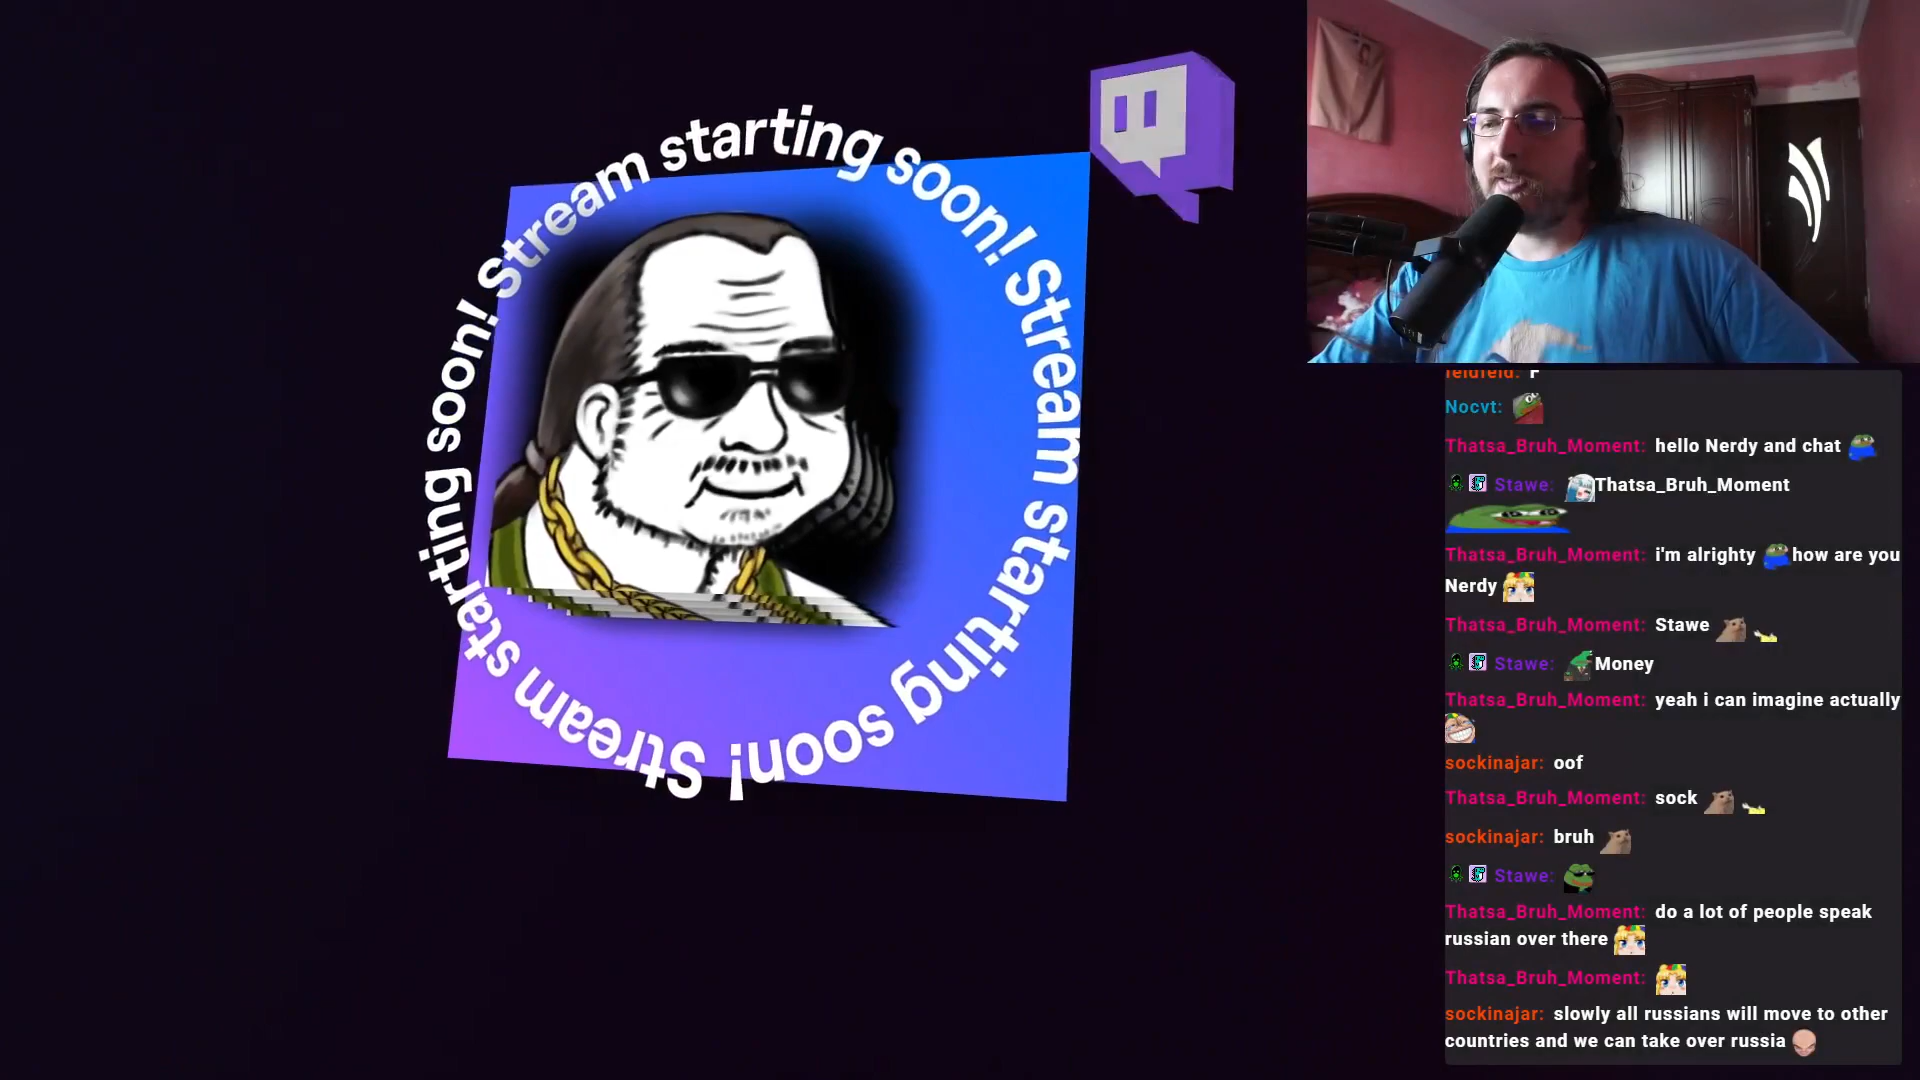 Stream starting soon! Stream starting soon! Stream starting soon!
feldfeld: F
Nocvt:
Thatsa_Bruh_Moment: hello Nerdy and chat
Stawe: Thatsa_Bruh_Moment
Thatsa_Bruh_Moment: i'm alrighty how are you
Nerdy
Thatsa_Bruh_Moment: Stawe
Stawe: Money
Thatsa_Bruh_Moment: yeah i can imagine actually
sockinajar: oof
Thatsa_Bruh_Moment: sock
sockinajar: bruh
Stawe:
Thatsa_Bruh_Moment: do a lot of people speak
russian over there
Thatsa_Bruh_Moment:
sockinajar: slowly all russians will move to other
countries and we can take over russia